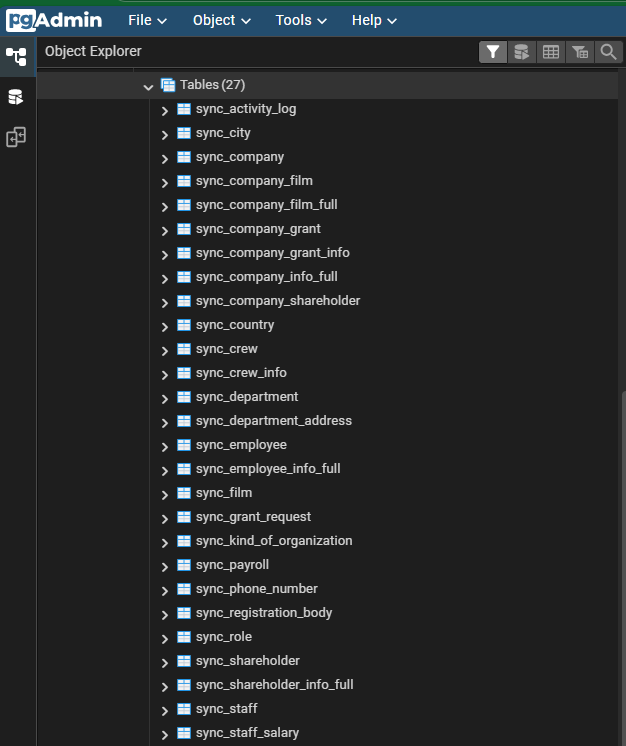 pgAdmin File Object Tools Help
Object Explorer
Tables (27)
sync_activity_log
sync_city
sync_company
sync_company_film
sync_company_film_full
sync_company_grant
sync_company_grant_info
sync_company_info_full
sync_company_shareholder
sync_country
sync_crew
sync_crew_info
sync_department
sync_department_address
sync_employee
sync_employee_info_full
sync_film
sync_grant_request
sync_kind_of_organization
sync_payroll
sync_phone_number
sync_registration_body
sync_role
sync_shareholder
sync_shareholder_info_full
sync_staff
sync_staff_salary